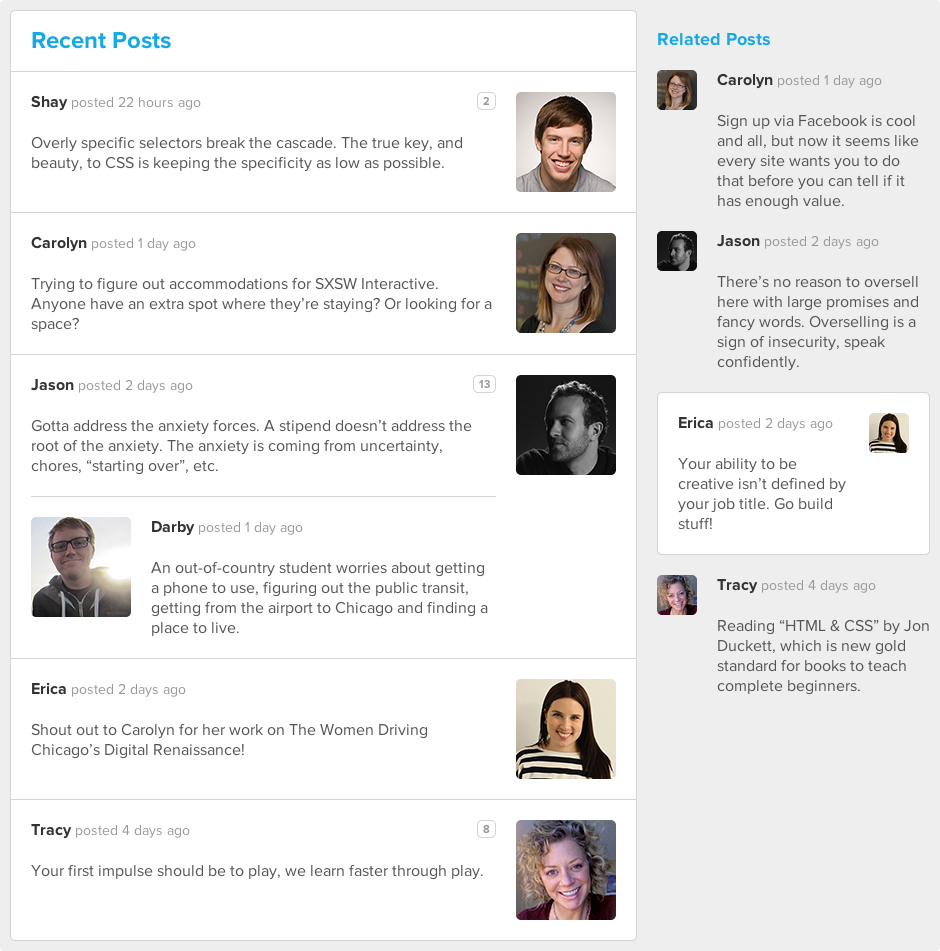 Recent Posts
Shay posted 22 hours ago
2
Overly specific selectors break the cascade. The true key, and
beauty, to CSS is keeping the specificity as low as possible.
Carolyn posted 1 day ago
Trying to figure out accommodations for SXSW Interactive.
Anyone have an extra spot where they’re staying? Or looking for a
space?
Jason posted 2 days ago
13
Gotta address the anxiety forces. A stipend doesn’t address the
root of the anxiety. The anxiety is coming from uncertainty,
chores, “starting over”, etc.
Darby posted 1 day ago
An out-of-country student worries about getting
a phone to use, figuring out the public transit,
getting from the airport to Chicago and finding a
place to live.
Erica posted 2 days ago
Shout out to Carolyn for her work on The Women Driving
Chicago’s Digital Renaissance!
Tracy posted 4 days ago
8
Your first impulse should be to play, we learn faster through play.
Related Posts
Carolyn posted 1 day ago
Sign up via Facebook is cool
and all, but now it seems like
every site wants you to do
that before you can tell if it
has enough value.
Jason posted 2 days ago
There’s no reason to oversell
here with large promises and
fancy words. Overselling is a
sign of insecurity, speak
confidently.
Erica posted 2 days ago
Your ability to be
creative isn’t defined by
your job title. Go build
stuff!
Tracy posted 4 days ago
Reading “HTML & CSS” by Jon
Duckett, which is new gold
standard for books to teach
complete beginners.